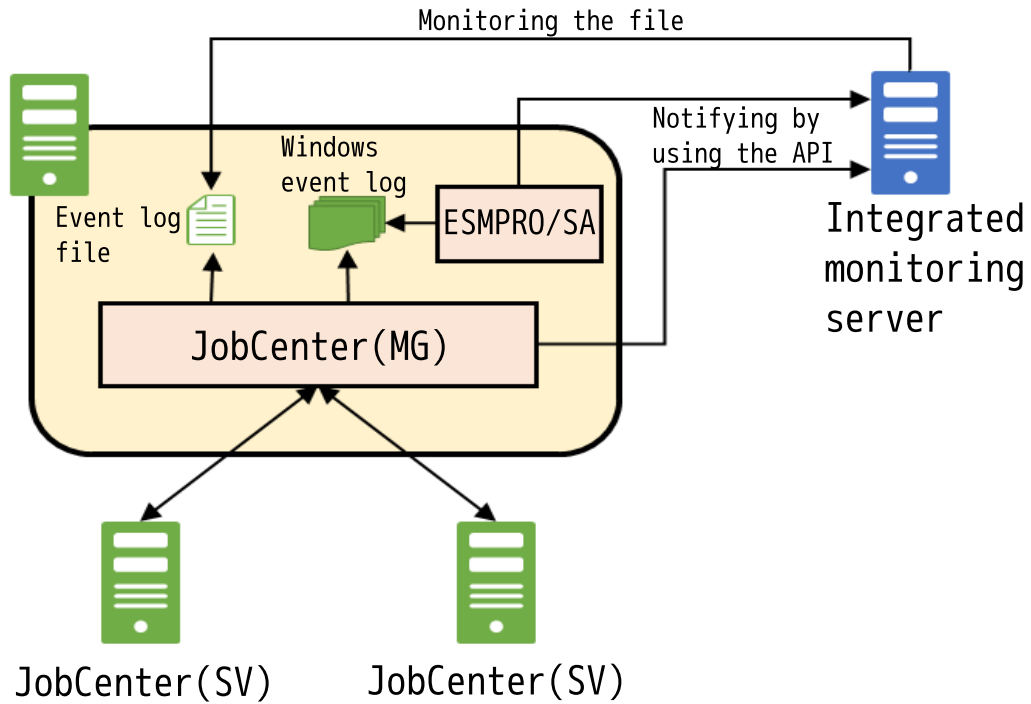 Monitoring the file
Notifying by
using the API
Windows
event log
Event log
file
ESMPRO/SA
Integrated
monitoring
server
JobCenter(MG)
JobCenter(SV)
JobCenter(SV)